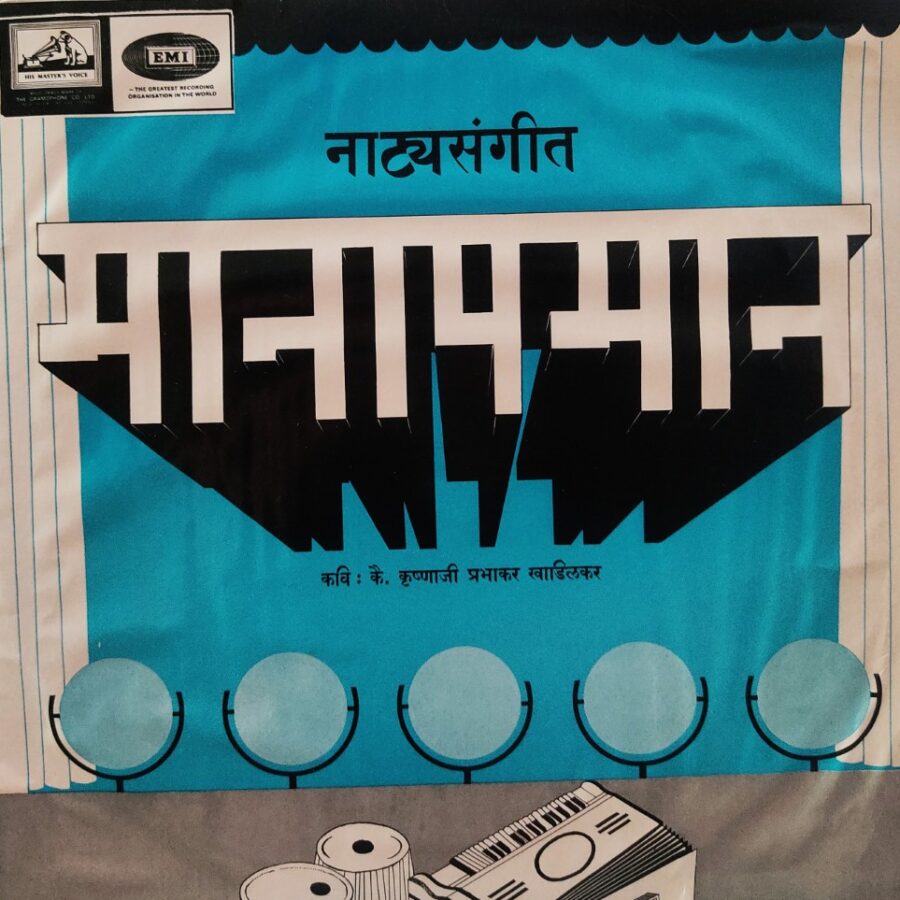 HIS MASTER'S VOICE
THE GRAMOPHONE CO. LTD.
EMI
—THE GREATEST RECORDING
ORGANISATION IN THE WORLD
नाट्यसंगीत
मानापमान
कवि : कै. कृष्णाजी प्रभाकर खाडिलकर